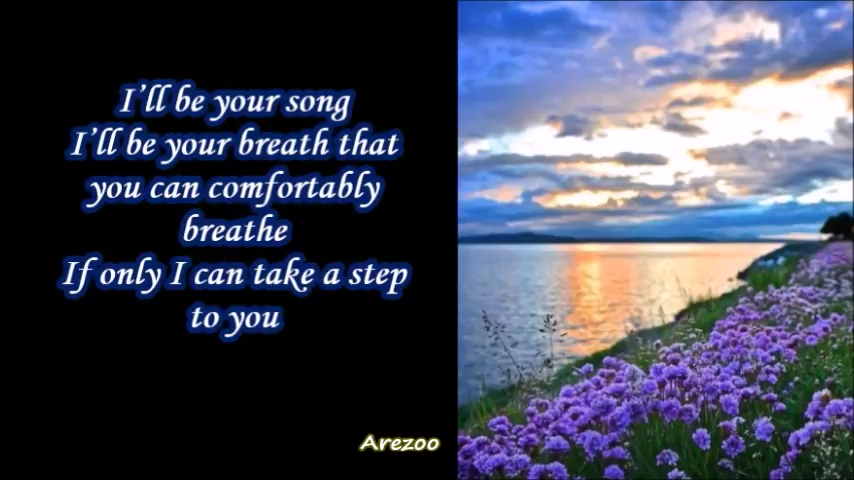 I’ll be your song
I’ll be your breath that
you can comfortably
breathe
If only I can take a step
to you
Arezoo